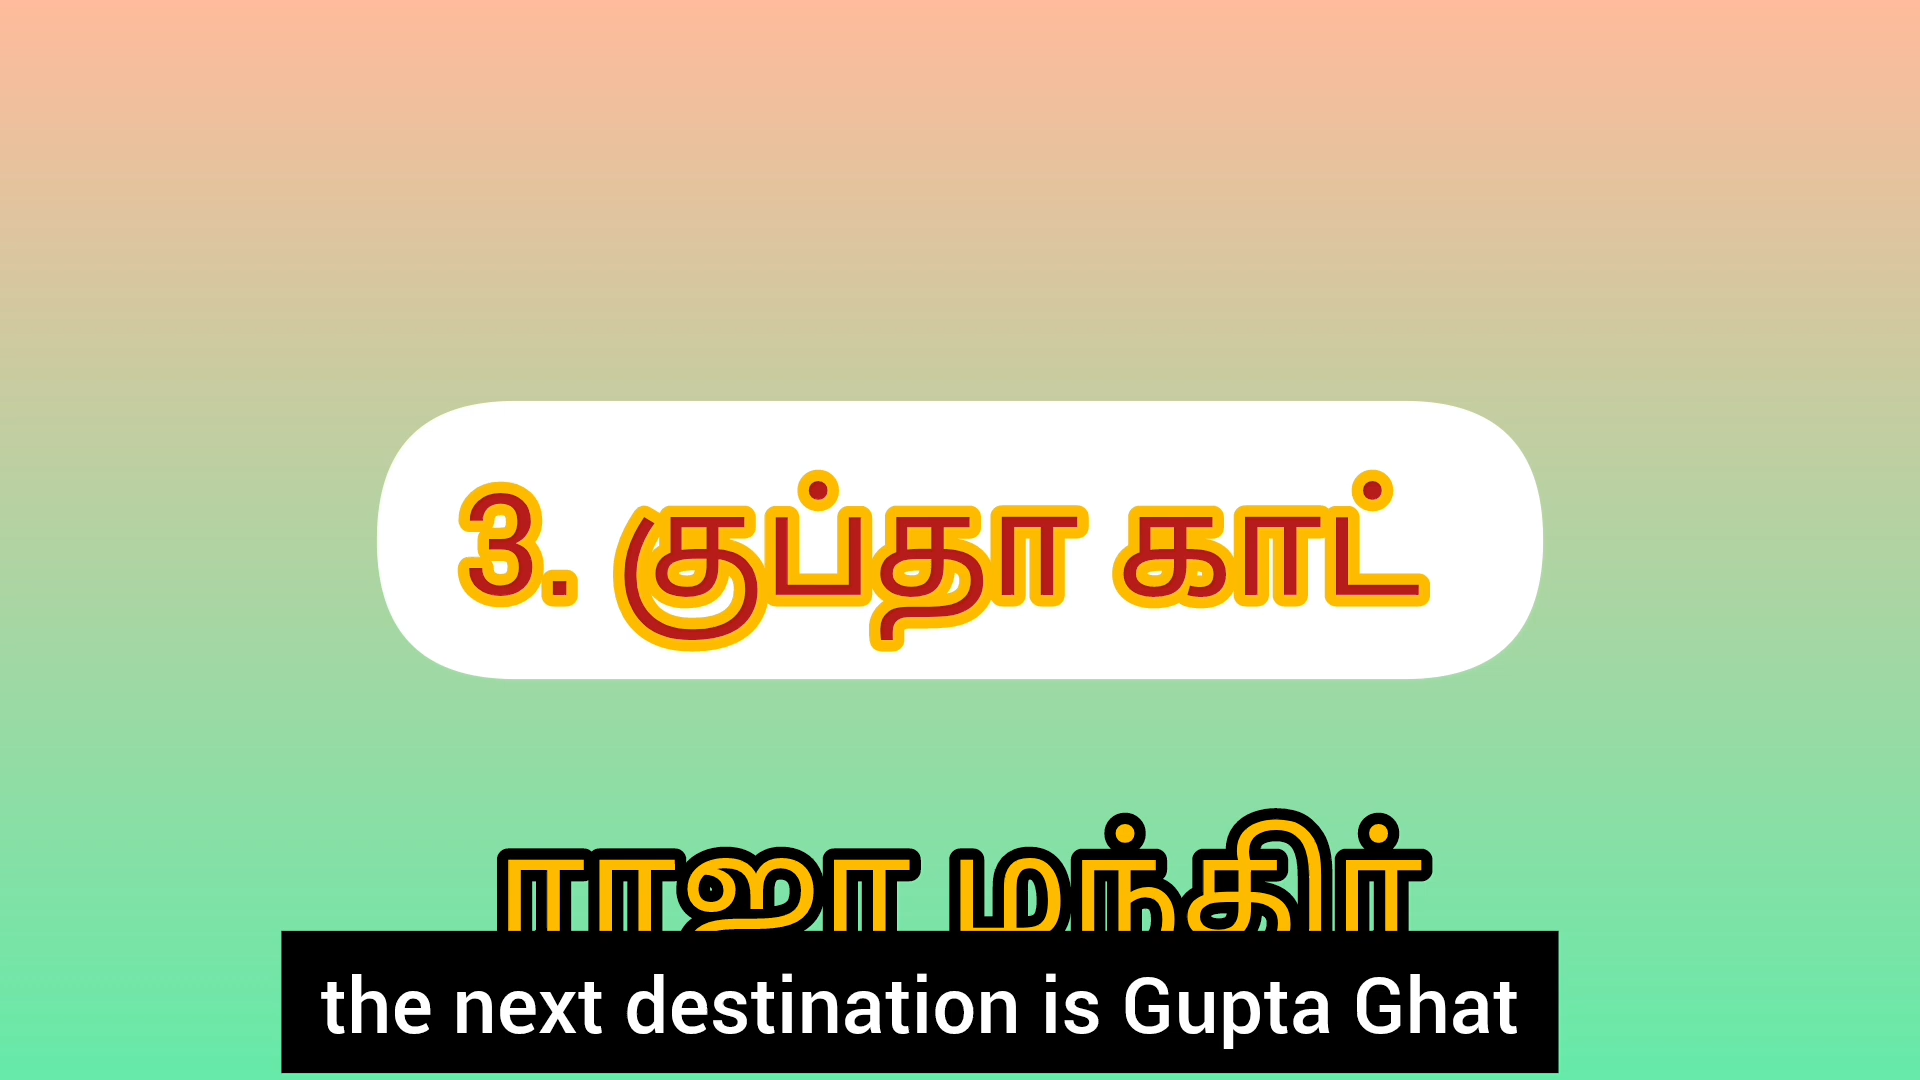 3. குப்தா காட்
ராஜா மந்திர்
the next destination is Gupta Ghat